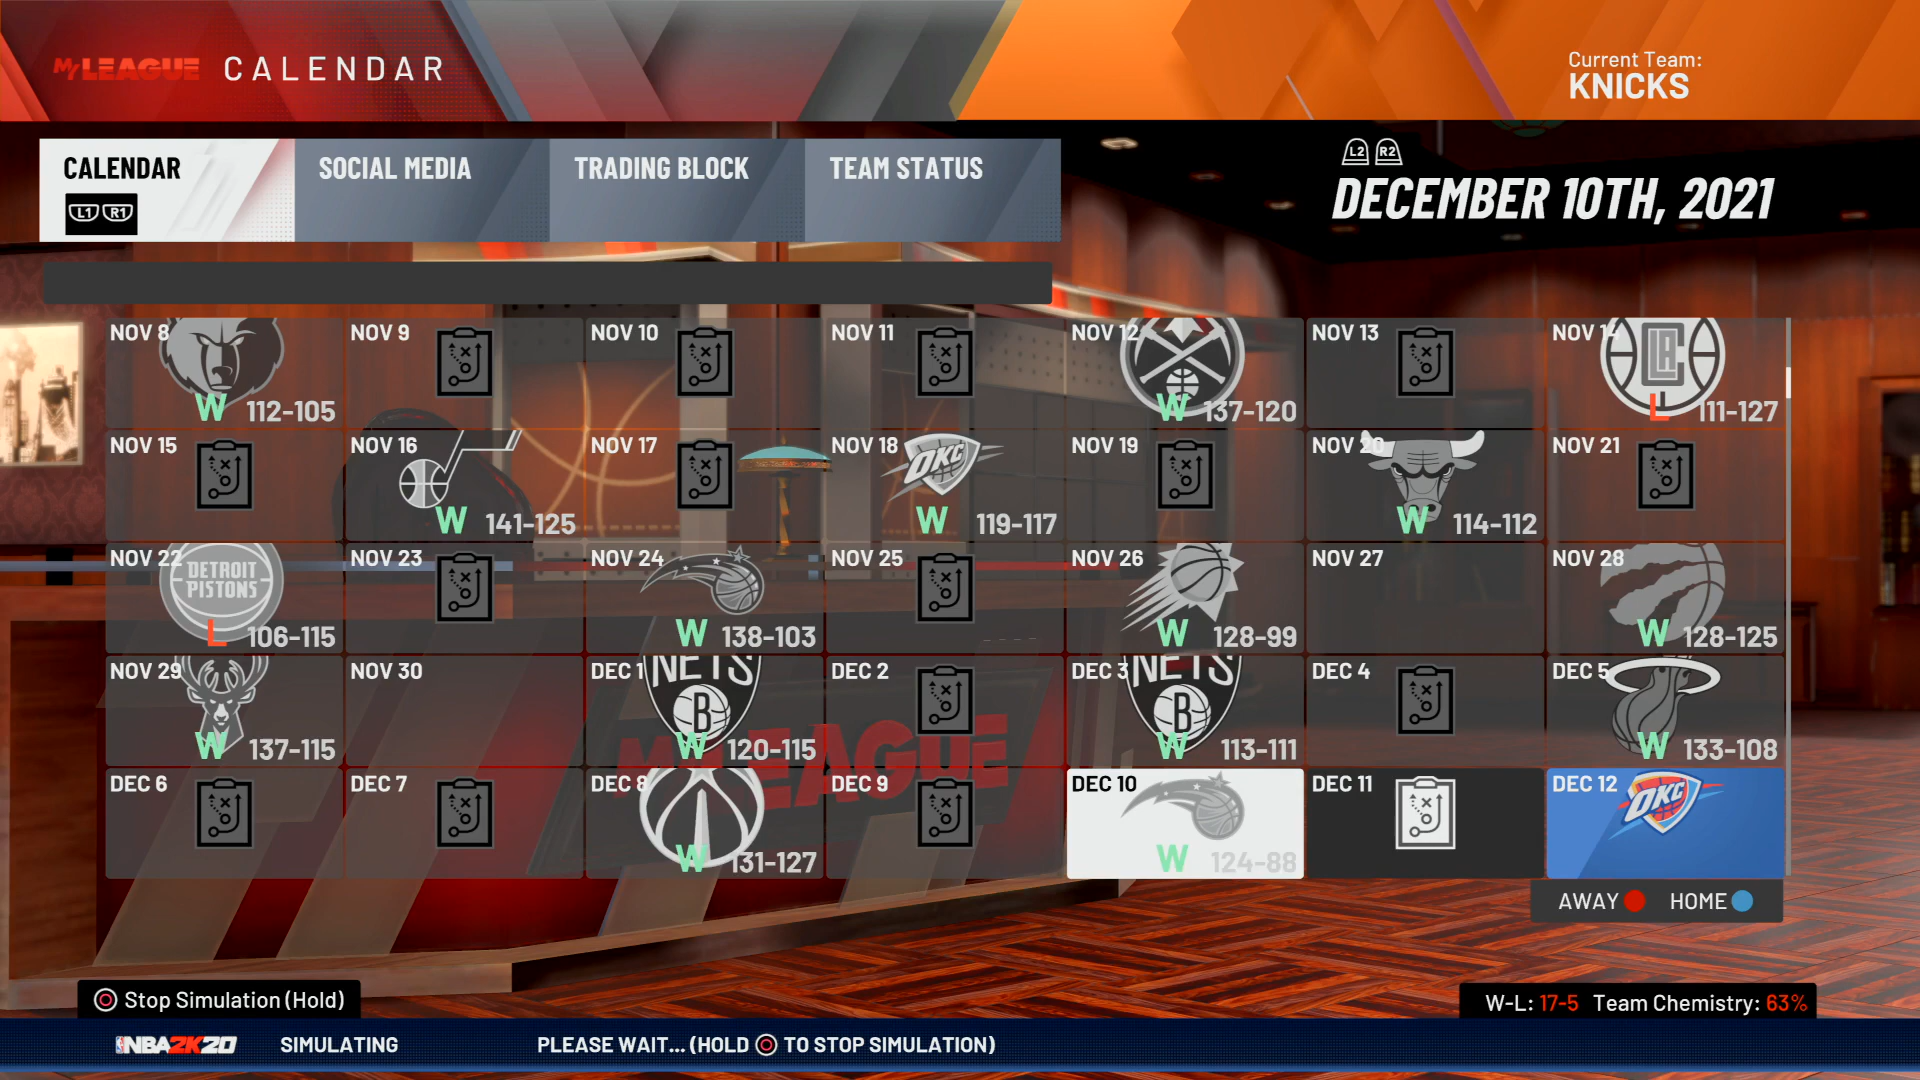 MyLEAGUE CALENDAR
Current Team:
KNICKS
CALENDAR
L1 R1
SOCIAL MEDIA
TRADING BLOCK
TEAM STATUS
L2 R2
DECEMBER 10TH, 2021
NOV 8 W 112-105
NOV 9
NOV 10
NOV 11
NOV 12 W 137-120
NOV 13
NOV 14 LAC L 111-127
NOV 15
NOV 16 W 141-125
NOV 17
NOV 18 OKC W 119-117
NOV 19
NOV 20 W 114-112
NOV 21
NOV 22 DETROIT PISTONS L 106-115
NOV 23
NOV 24 W 138-103
NOV 25
NOV 26 W 128-99
NOV 27
NOV 28 W 128-125
NOV 29 W 137-115
NOV 30
DEC 1 NETS B W 120-115
DEC 2
DEC 3 NETS B W 113-111
DEC 4
DEC 5 W 133-108
DEC 6
DEC 7
DEC 8 W 131-127
DEC 9
DEC 10 W 124-88
DEC 11
DEC 12 OKC
MyLEAGUE
AWAY HOME
Stop Simulation (Hold)
W-L: 17-5 Team Chemistry: 63%
NBA2K20 SIMULATING PLEASE WAIT... (HOLD TO STOP SIMULATION)